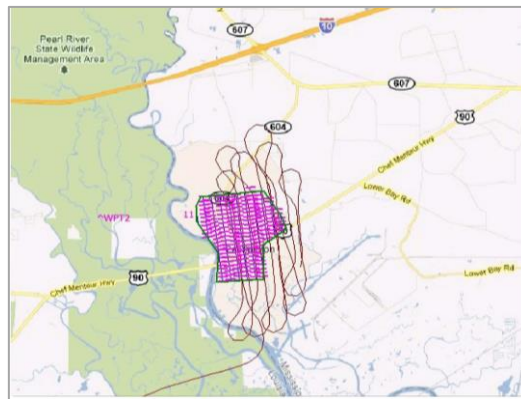 607
10
Pearl River
State Wildlife
Management Area
607
90
604
Chef Menteur Hwy
Lower Bay Rd
11
^WPT2
90
Chef Menteur Hwy
Lower Bay Rd